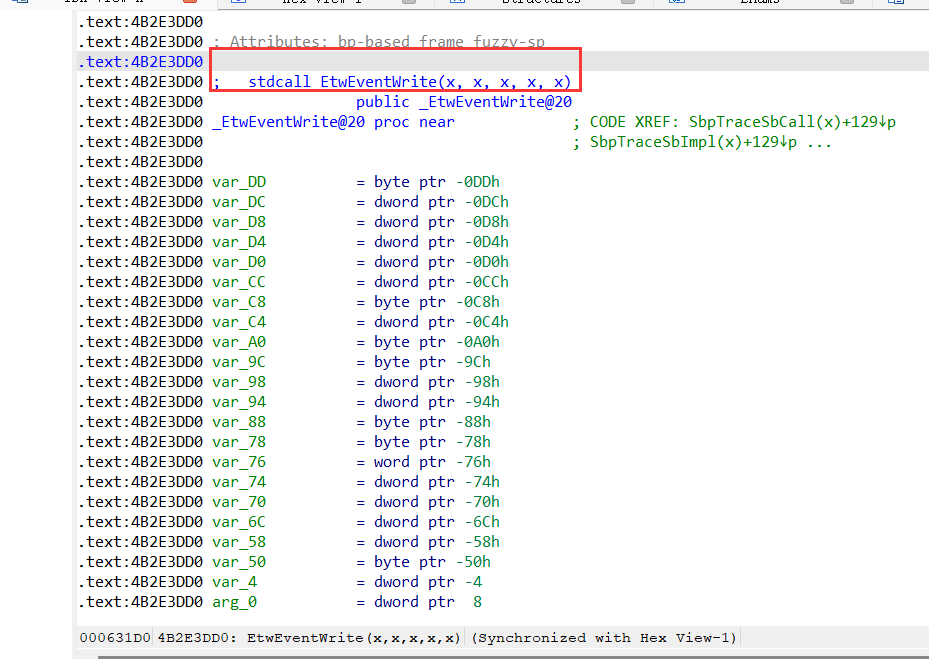 Structures
Enums
.text:4B2E3DD0
.text:4B2E3DD0 ; Attributes: bp-based frame fuzzy-sp
.text:4B2E3DD0
.text:4B2E3DD0 ; __stdcall EtwEventWrite(x, x, x, x, x)
.text:4B2E3DD0 public _EtwEventWrite@20
.text:4B2E3DD0 _EtwEventWrite@20 proc near ; CODE XREF: SbpTraceSbCall(x)+129↓p
.text:4B2E3DD0 ; SbpTraceSbImpl(x)+129↓p ...
.text:4B2E3DD0
.text:4B2E3DD0 var_DD = byte ptr -0DDh
.text:4B2E3DD0 var_DC = dword ptr -0DCh
.text:4B2E3DD0 var_D8 = dword ptr -0D8h
.text:4B2E3DD0 var_D4 = dword ptr -0D4h
.text:4B2E3DD0 var_D0 = dword ptr -0D0h
.text:4B2E3DD0 var_CC = dword ptr -0CCh
.text:4B2E3DD0 var_C8 = byte ptr -0C8h
.text:4B2E3DD0 var_C4 = dword ptr -0C4h
.text:4B2E3DD0 var_A0 = byte ptr -0A0h
.text:4B2E3DD0 var_9C = byte ptr -9Ch
.text:4B2E3DD0 var_98 = dword ptr -98h
.text:4B2E3DD0 var_94 = dword ptr -94h
.text:4B2E3DD0 var_88 = byte ptr -88h
.text:4B2E3DD0 var_78 = byte ptr -78h
.text:4B2E3DD0 var_76 = word ptr -76h
.text:4B2E3DD0 var_74 = dword ptr -74h
.text:4B2E3DD0 var_70 = dword ptr -70h
.text:4B2E3DD0 var_6C = dword ptr -6Ch
.text:4B2E3DD0 var_58 = dword ptr -58h
.text:4B2E3DD0 var_50 = byte ptr -50h
.text:4B2E3DD0 var_4 = dword ptr -4
.text:4B2E3DD0 arg_0 = dword ptr 8
000631D0 4B2E3DD0: EtwEventWrite(x,x,x,x,x) (Synchronized with Hex View-1)